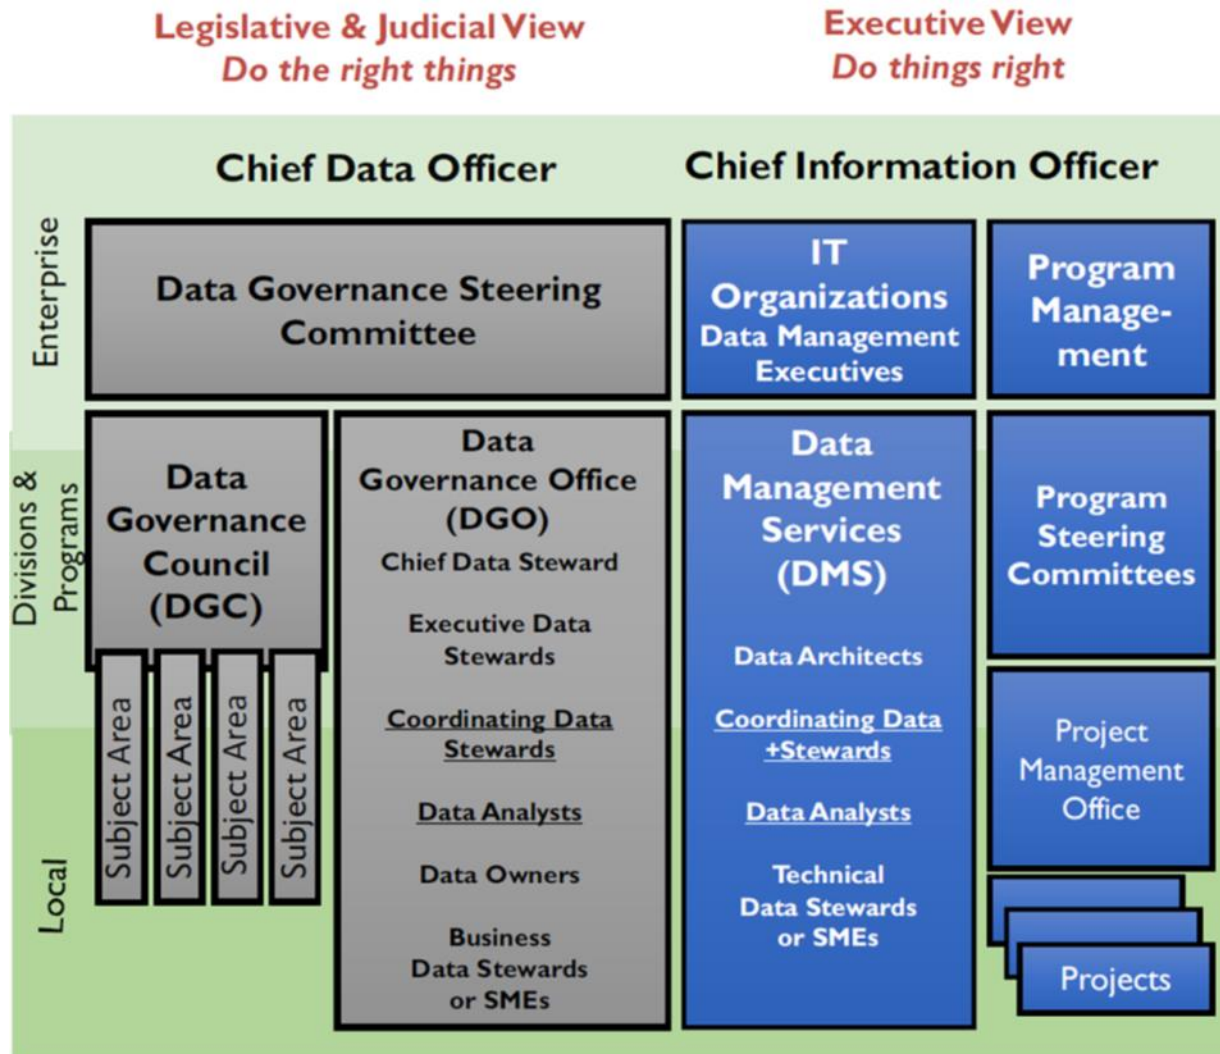 Legislative & Judicial View
Do the right things
Executive View
Do things right
Chief Data Officer
Chief Information Officer
Enterprise
Data Governance Steering
Committee
IT
Organizations
Data Management
Executives
Program
Manage-
ment
Divisions &
Programs
Data
Governance
Council
(DGC)
Data
Governance Office
(DGO)
Chief Data Steward
Executive Data
Stewards
Coordinating Data
Stewards
Data Analysts
Data Owners
Business
Data Stewards
or SMEs
Data
Management
Services
(DMS)
Data Architects
Coordinating Data
+Stewards
Data Analysts
Technical
Data Stewards
or SMEs
Program
Steering
Committees
Project
Management
Office
Projects
Local
Subject Area
Subject Area
Subject Area
Subject Area